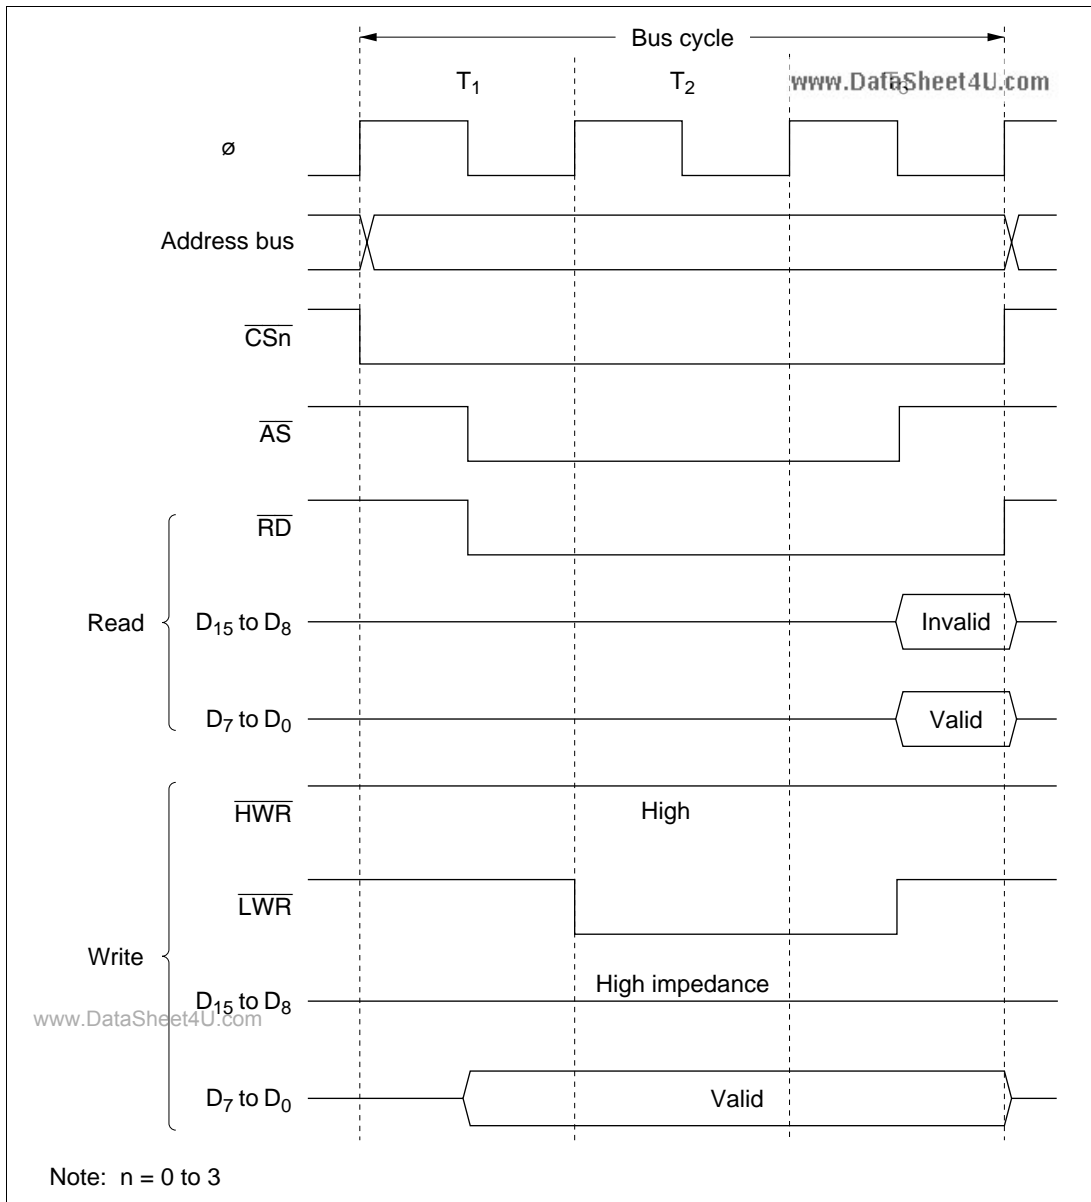 Bus cycle
T1 T2
www.DataSheet4U.com
ø
Address bus
CSn
AS
RD
Read
D15 to D8 Invalid
D7 to D0 Valid
HWR High
LWR
Write
High impedance
D15 to D8
www.DataSheet4U.com
D7 to D0 Valid
Note: n = 0 to 3